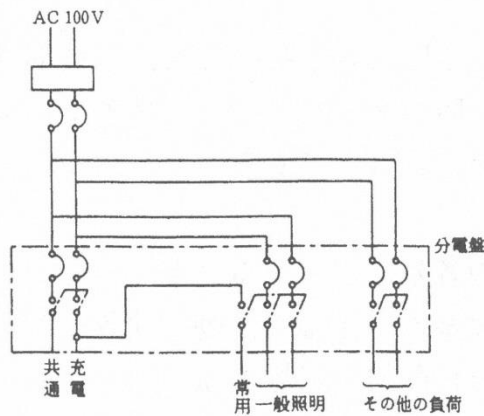 AC 100V
分電盤
共通
充電
常用
一般照明
その他の負荷